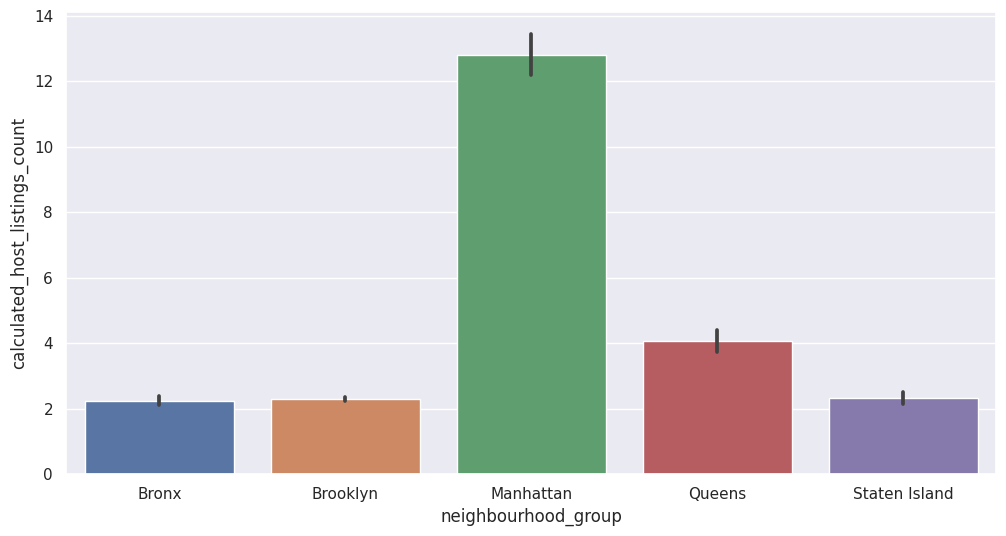 calculated_host_listings_count
14
12
10
8
6
4
2
0
Bronx Brooklyn Manhattan Queens Staten Island
neighbourhood_group